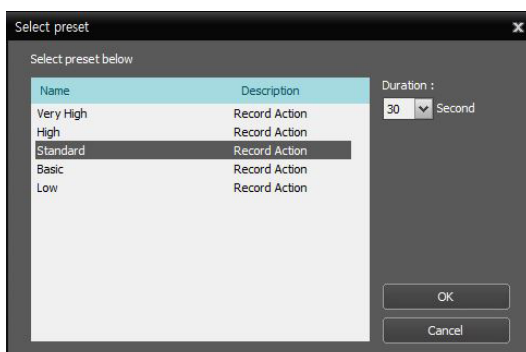 Select preset
x
Select preset below
Name Description
Very High Record Action
High Record Action
Standard Record Action
Basic Record Action
Low Record Action
Duration :
30 Second
OK
Cancel